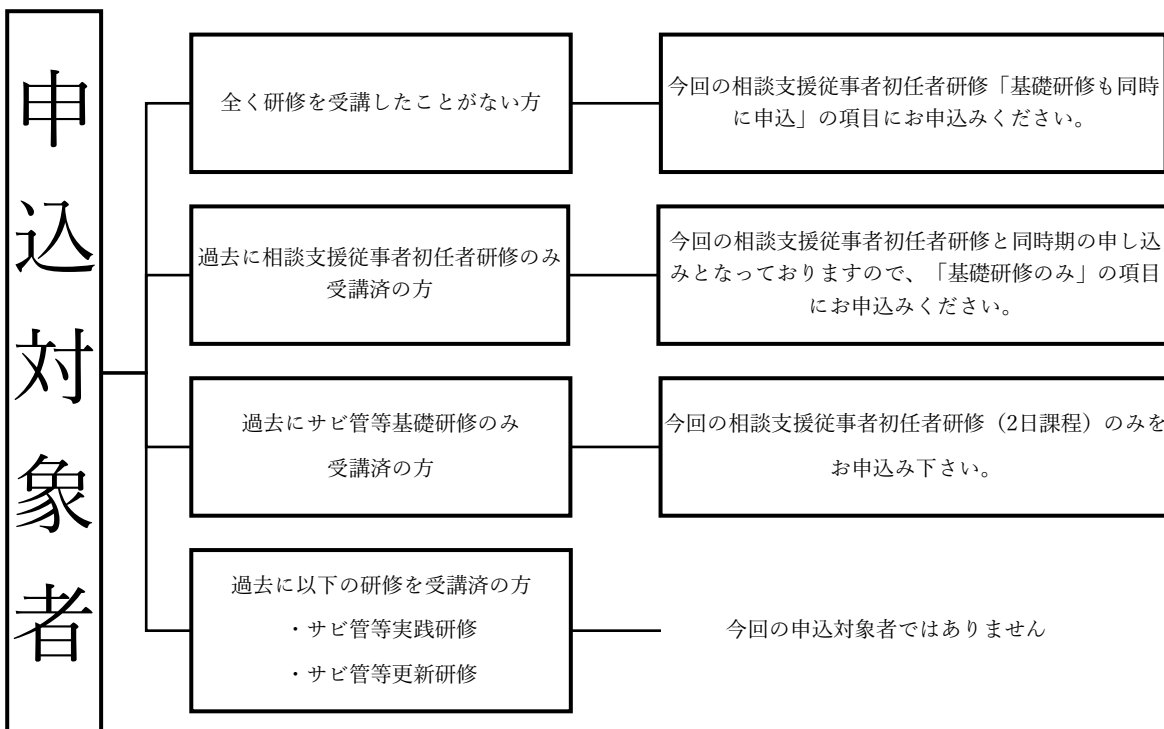 申込対象者
全く研修を受講したことがない方
今回の相談支援従事者初任者研修「基礎研修も同時
に申込」の項目にお申込みください。
過去に相談支援従事者初任者研修のみ
受講済の方
今回の相談支援従事者初任者研修と同時期の申し込
みとなっておりますので、「基礎研修のみ」の項目
にお申込みください。
過去にサビ管等基礎研修のみ
受講済の方
今回の相談支援従事者初任者研修（2日課程）のみを
お申込み下さい。
過去に以下の研修を受講済の方
・サビ管等実践研修
・サビ管等更新研修
今回の申込対象者ではありません